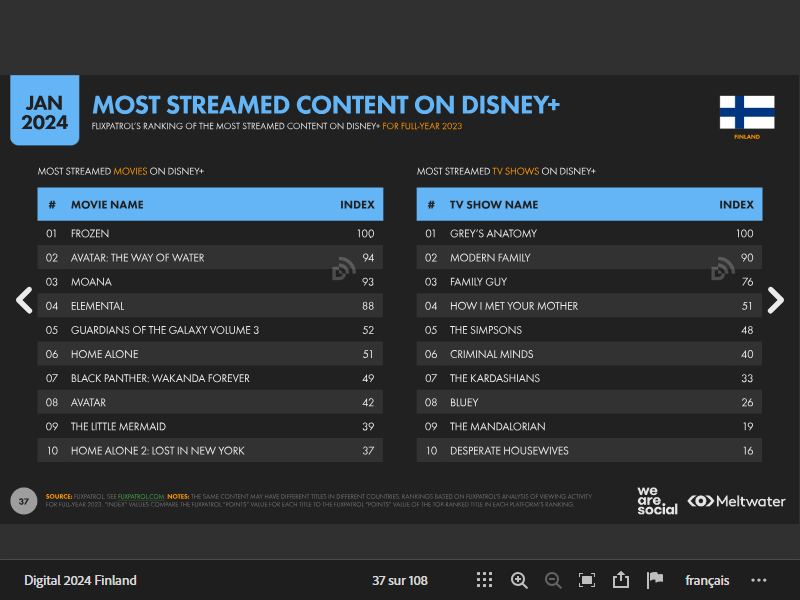 JAN
2024
MOST STREAMED CONTENT ON DISNEY+
FLIXPATROL'S RANKING OF THE MOST STREAMED CONTENT ON DISNEY+ FOR FULL-YEAR 2023
FINLAND
MOST STREAMED MOVIES ON DISNEY+
# MOVIE NAME INDEX
01 FROZEN 100
02 AVATAR: THE WAY OF WATER 94
03 MOANA 93
04 ELEMENTAL 88
05 GUARDIANS OF THE GALAXY VOLUME 3 52
06 HOME ALONE 51
07 BLACK PANTHER: WAKANDA FOREVER 49
08 AVATAR 42
09 THE LITTLE MERMAID 39
10 HOME ALONE 2: LOST IN NEW YORK 37
MOST STREAMED TV SHOWS ON DISNEY+
# TV SHOW NAME INDEX
01 GREY'S ANATOMY 100
02 MODERN FAMILY 90
03 FAMILY GUY 76
04 HOW I MET YOUR MOTHER 51
05 THE SIMPSONS 48
06 CRIMINAL MINDS 40
07 THE KARDASHIANS 33
08 BLUEY 26
09 THE MANDALORIAN 19
10 DESPERATE HOUSEWIVES 16
37
SOURCE: FLIXPATROL. SEE FLIXPATROL.COM. NOTES: THE SAME CONTENT MAY HAVE DIFFERENT TITLES IN DIFFERENT COUNTRIES. RANKINGS BASED ON FLIXPATROL'S ANALYSIS OF VIEWING ACTIVITY
FOR FULL-YEAR 2023. "INDEX" VALUES COMPARE THE FLIXPATROL "POINTS" VALUE FOR EACH TITLE TO THE FLIXPATROL "POINTS" VALUE OF THE TOP-RANKED TITLE IN EACH PLATFORM'S RANKING.
we
are
social
Meltwater
Digital 2024 Finland
37 sur 108
français